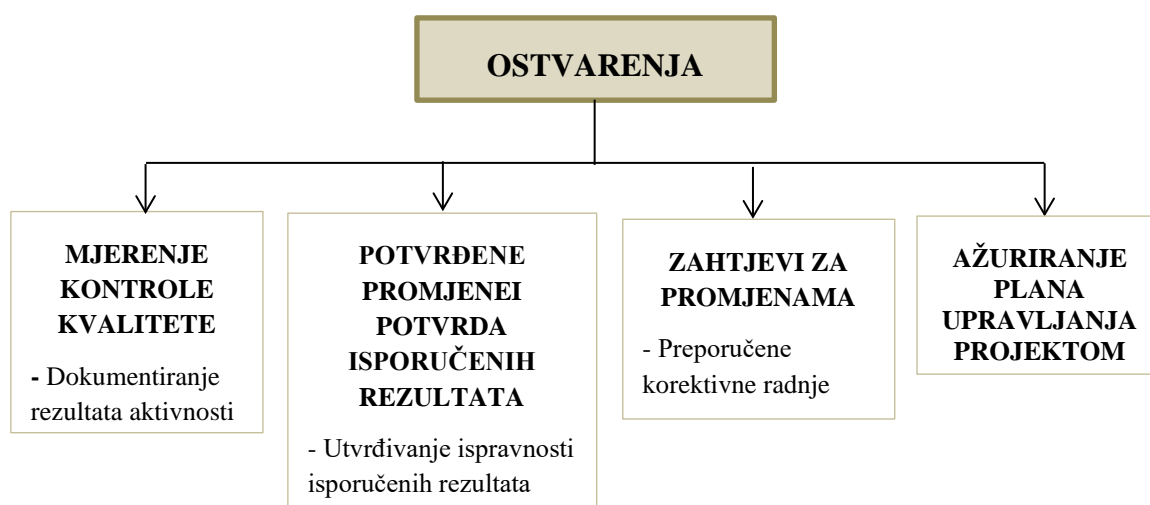 OSTVARENJA
MJERENJE
KONTROLE
KVALITETE
- Dokumentiranje
rezultata aktivnosti
POTVRĐENE
PROMJENEI
POTVRDA
ISPORUČENIH
REZULTATA
- Utvrđivanje ispravnosti
isporučenih rezultata
ZAHTJEVI ZA
PROMJENAMA
- Preporučene
korektivne radnje
AŽURIRANJE
PLANA
UPRAVLJANJA
PROJEKTOM